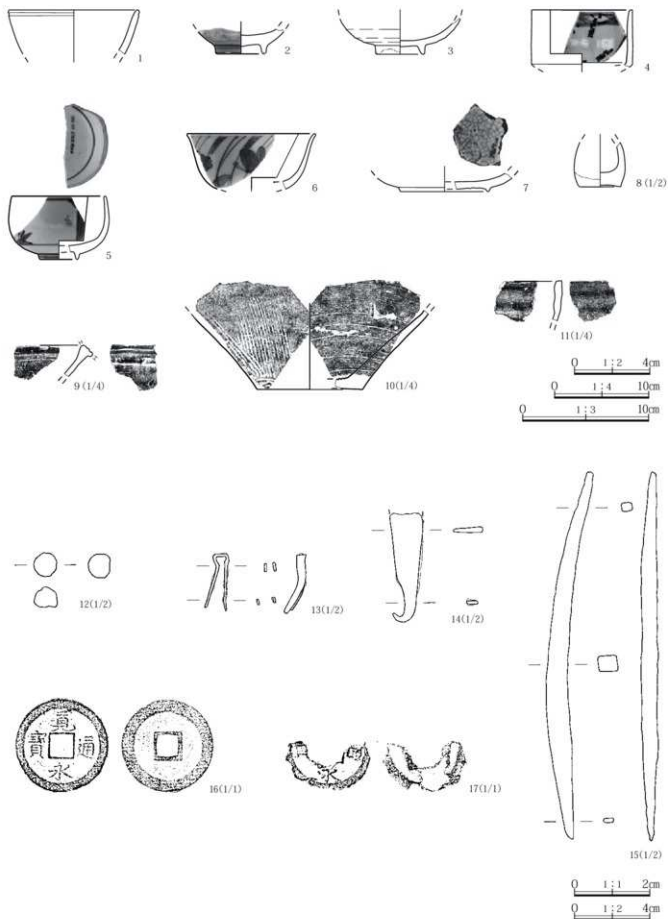 1
2
3
4
5
6
7
8 (1/2)
9 (1/4)
10(1/4)
11(1/4)
0 1:2 4cm
0 1:4 10cm
0 1:3 10cm
12(1/2)
13(1/2)
14(1/2)
15(1/2)
寛
寳 通
永
16(1/1)
永
17(1/1)
0 1:1 2cm
0 1:2 4cm